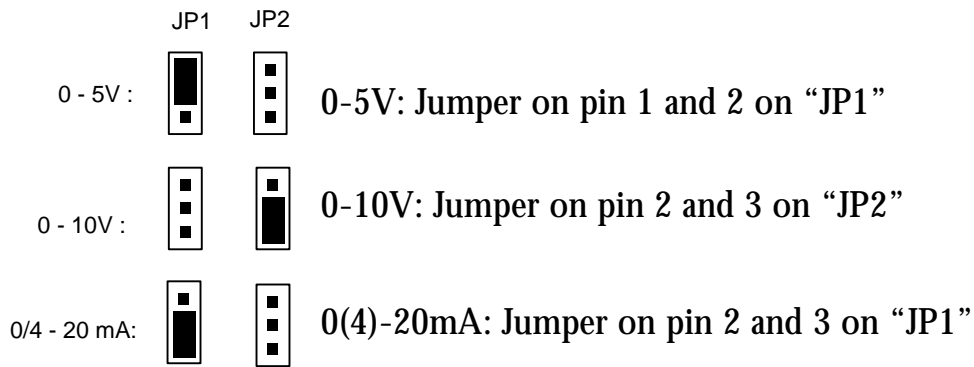 JP1 JP2
0 - 5V : 0-5V: Jumper on pin 1 and 2 on “JP1”
0 - 10V : 0-10V: Jumper on pin 2 and 3 on “JP2”
0/4 - 20 mA: 0(4)-20mA: Jumper on pin 2 and 3 on “JP1”